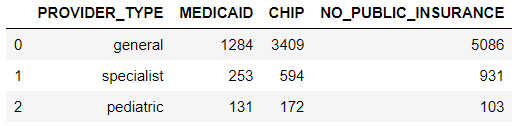 PROVIDER_TYPE MEDICAID CHIP NO_PUBLIC_INSURANCE
0 general 1284 3409 5086
1 specialist 253 594 931
2 pediatric 131 172 103